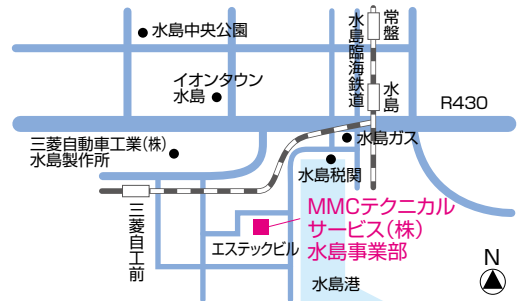 水島中央公園
常盤
水島臨海鉄道
イオンタウン
水島
水島
R430
三菱自動車工業(株)
水島製作所
水島ガス
水島税関
三菱自工前
MMCテクニカル
サービス(株)
水島事業部
エステックビル
水島港
N